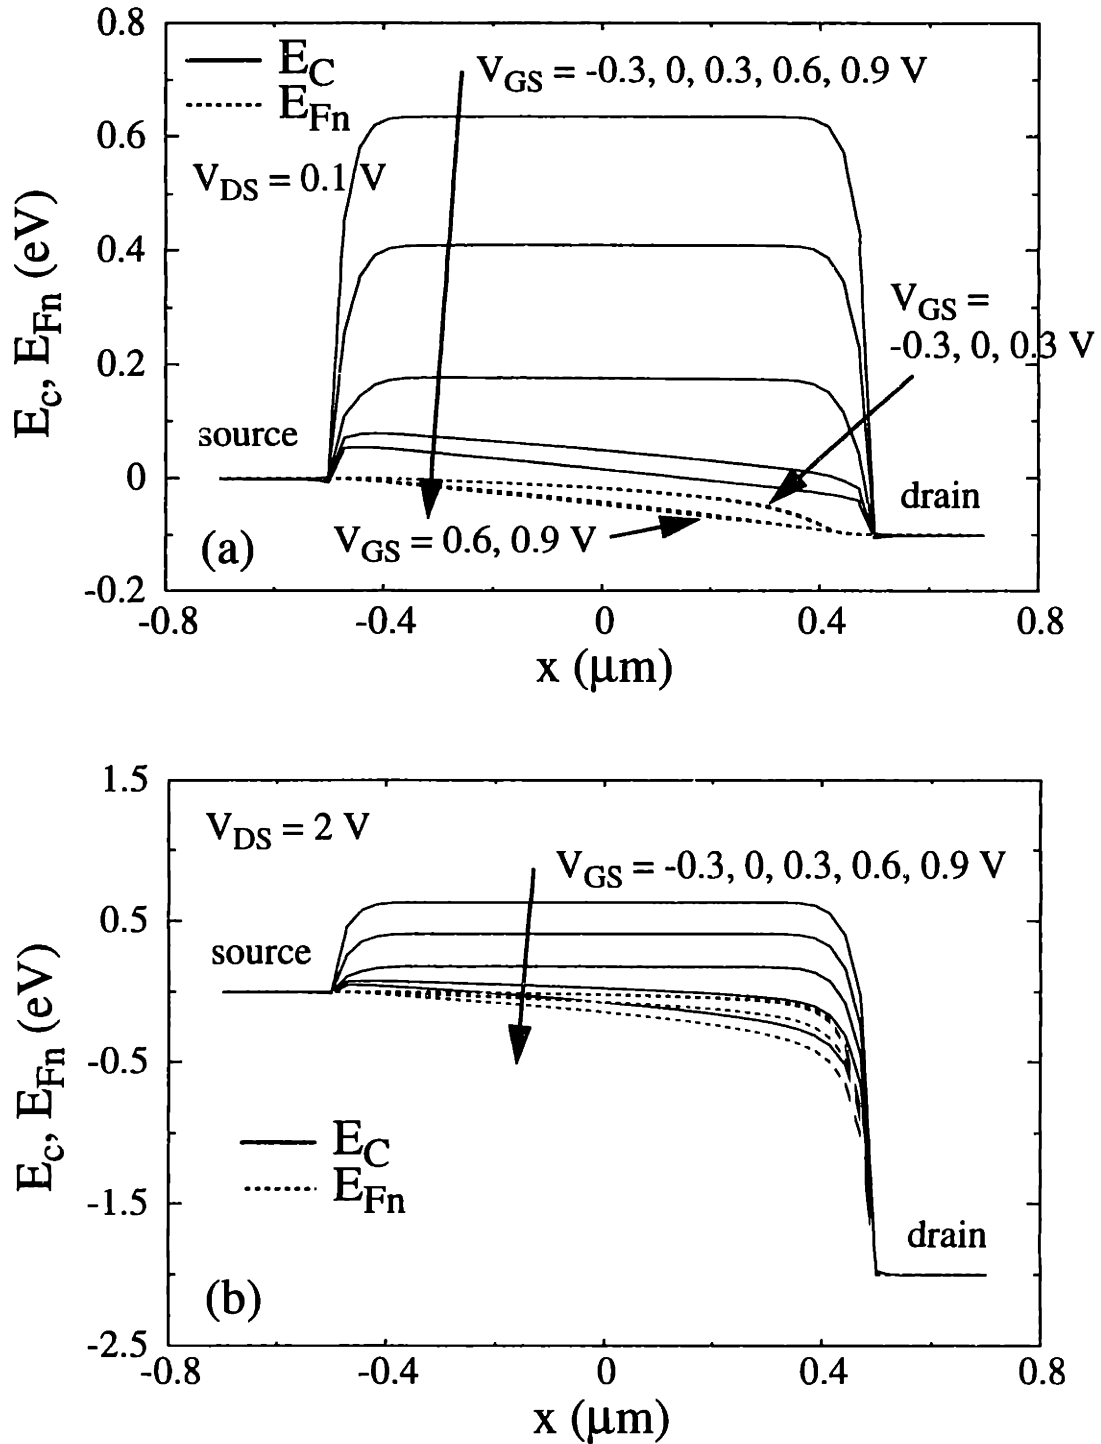 0.8
E_C
E_Fn
V_GS = -0.3, 0, 0.3, 0.6, 0.9 V
0.6
V_DS = 0.1 V
0.4
V_GS =
-0.3, 0, 0.3 V
0.2
source
0
drain
(a)
V_GS = 0.6, 0.9 V
-0.2
E_C, E_Fn (eV)
-0.8
-0.4
0
0.4
0.8
x (μm)
1.5
V_DS = 2 V
V_GS = -0.3, 0, 0.3, 0.6, 0.9 V
0.5
source
-0.5
E_C
E_Fn
-1.5
drain
(b)
-2.5
E_C, E_Fn (eV)
-0.8
-0.4
0
0.4
0.8
x (μm)